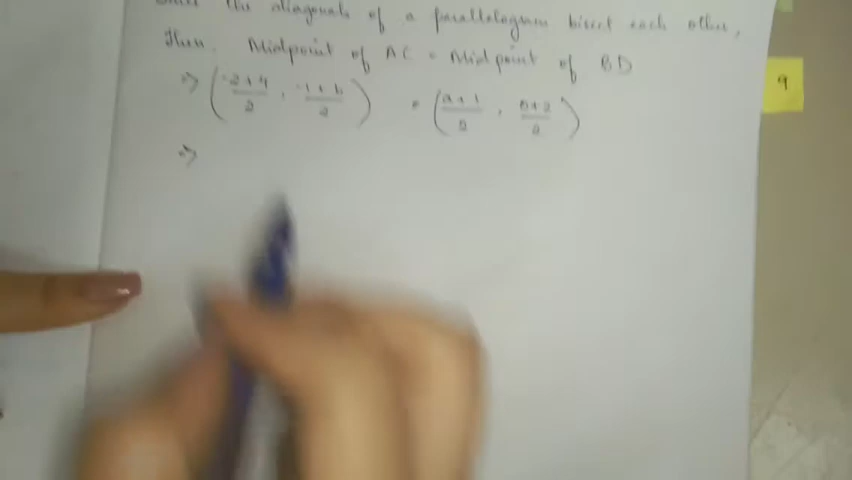 the diagonals of a parallelogram bisect each other,
Then Midpoint of AC = Midpoint of BD
⇒ (-2+4/2, -1+b/2) = (a+1/2, 0+2/2)
⇒
9